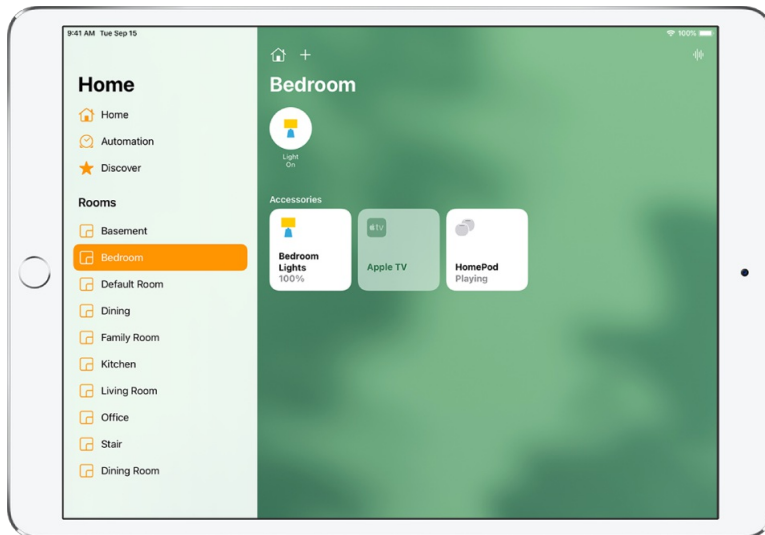 9:41 AM Tue Sep 15
100%
Home
Home
Automation
Discover
Rooms
Basement
Bedroom
Default Room
Dining
Family Room
Kitchen
Living Room
Office
Stair
Dining Room
Bedroom
Light
On
Accessories
Bedroom
Lights
100%
tv
Apple TV
HomePod
Playing